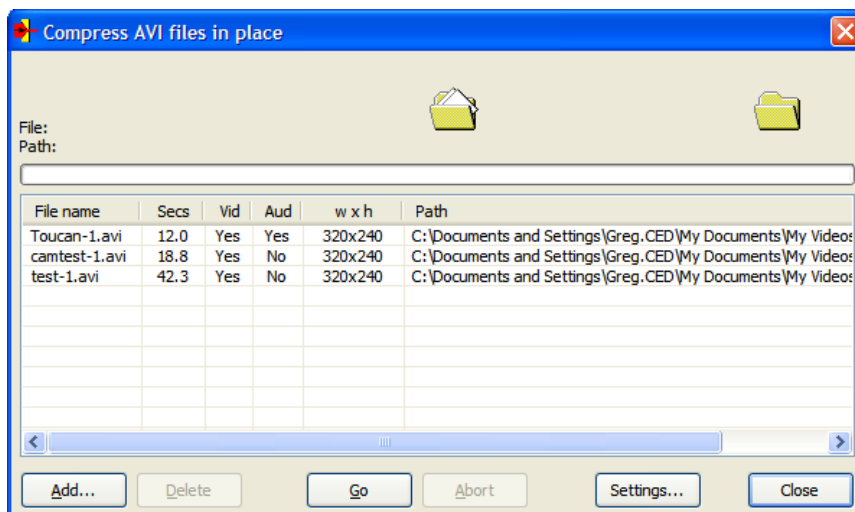 Compress AVI files in place
File:
Path:
File name Secs Vid Aud w x h Path
Toucan-1.avi 12.0 Yes Yes 320x240 C:\Documents and Settings\Greg.CED\My Documents\My Videos
camtest-1.avi 18.8 Yes No 320x240 C:\Documents and Settings\Greg.CED\My Documents\My Videos
test-1.avi 42.3 Yes No 320x240 C:\Documents and Settings\Greg.CED\My Documents\My Videos
Add... Delete Go Abort Settings... Close